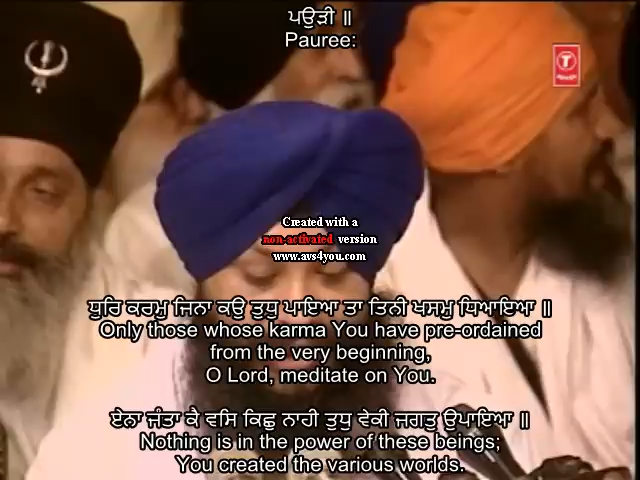 ਪਉੜੀ ॥
Pauree:
T
Created with a
non-activated version
www.avs4you.com
ਧੁਰਿ ਕਰਮੁ ਜਿਨਾ ਕਉ ਤੁਧੁ ਪਾਇਆ ਤਾ ਤਿਨੀ ਖਸਮੁ ਧਿਆਇਆ ॥
Only those whose karma You have pre-ordained
from the very beginning,
O Lord, meditate on You.
ਏਨਾ ਜੰਤਾ ਕੈ ਵਸਿ ਕਿਛੁ ਨਾਹੀ ਤੁਧੁ ਵੇਕੀ ਜਗਤੁ ਉਪਾਇਆ ॥
Nothing is in the power of these beings;
You created the various worlds.